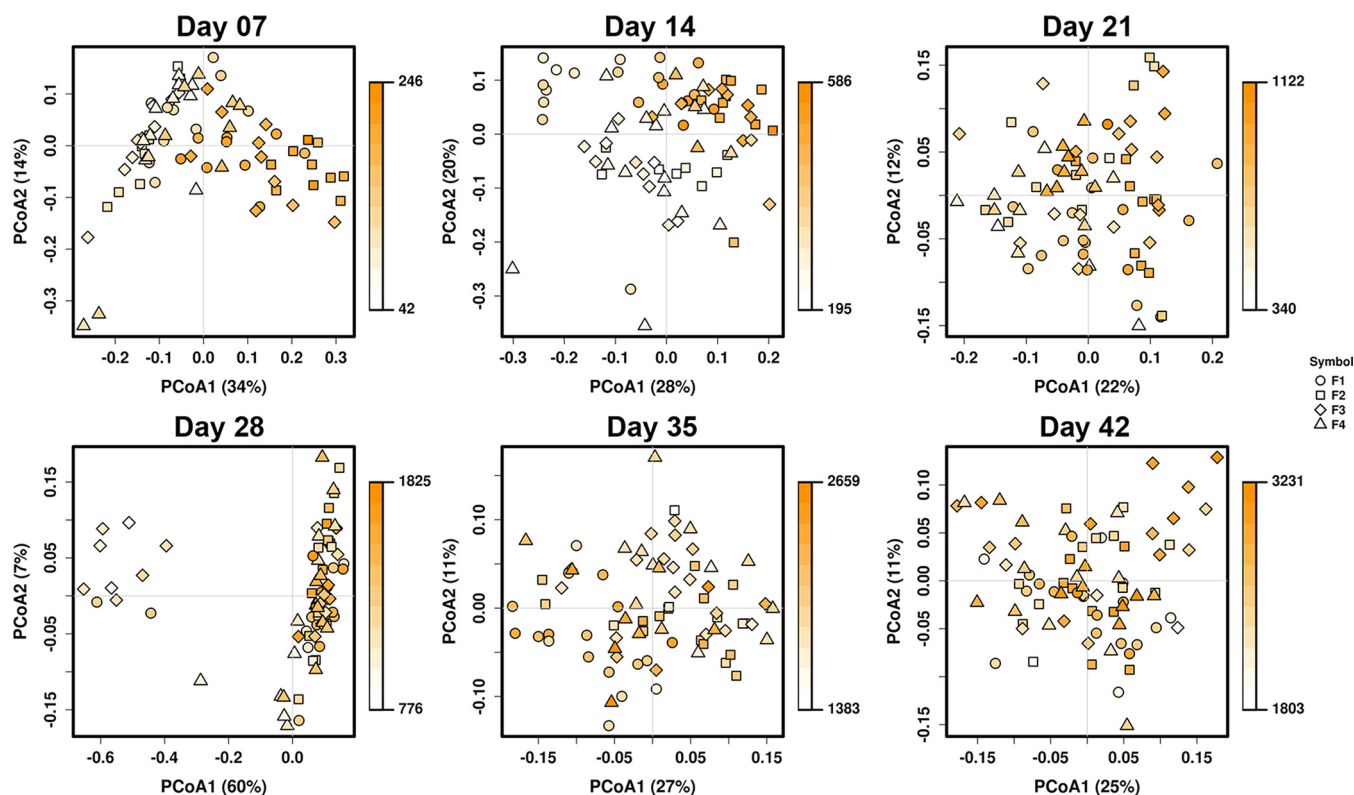 Day 07
Day 14
Day 21
PCoA2 (14%)
0.1
0.0
-0.1
-0.3
-0.2
-0.1
0.0
0.1
0.2
0.3
PCoA1 (34%)
246
42
PCoA2 (20%)
0.1
0.0
-0.1
-0.2
-0.3
-0.3
-0.2
-0.1
0.0
0.1
0.2
PCoA1 (28%)
586
195
PCoA2 (12%)
0.15
0.05
-0.05
-0.15
-0.2
-0.1
0.0
0.1
0.2
PCoA1 (22%)
1122
340
Symbol
F1
F2
F3
F4
Day 28
Day 35
Day 42
PCoA2 (7%)
0.15
0.05
-0.05
-0.15
-0.6
-0.4
-0.2
0.0
PCoA1 (60%)
1825
776
PCoA2 (11%)
0.10
0.00
-0.10
-0.15
-0.05
0.05
0.15
PCoA1 (27%)
2659
1383
PCoA2 (11%)
0.10
0.05
0.00
-0.05
-0.15
-0.15
-0.05
0.05
0.15
PCoA1 (25%)
3231
1803